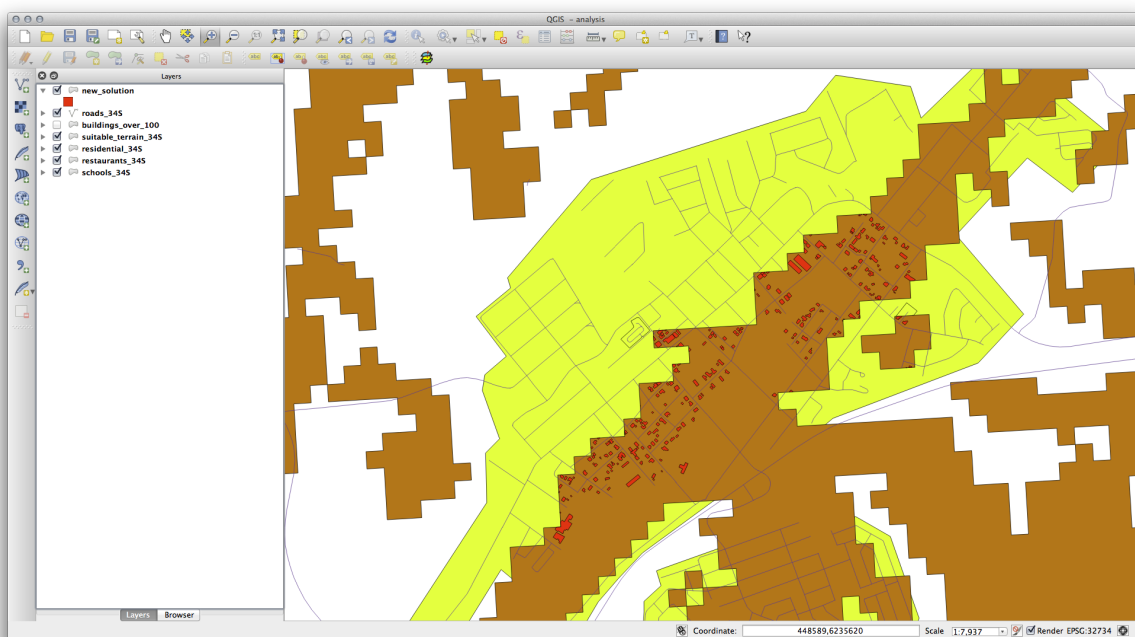 QGIS - analysis
Layers
new_solution
roads_34S
buildings_over_100
suitable_terrain_34S
residential_34S
restaurants_34S
schools_34S
Layers Browser
Coordinate: 448589,6235620 Scale 1:7,937 Render EPSG:32734